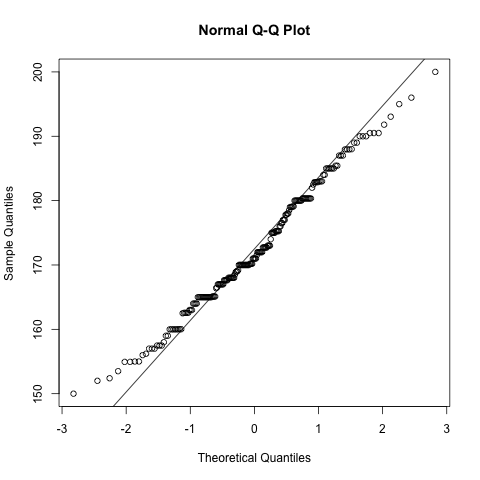 Normal Q-Q Plot
200
190
180
170
160
150
Sample Quantiles
-3 -2 -1 0 1 2 3
Theoretical Quantiles